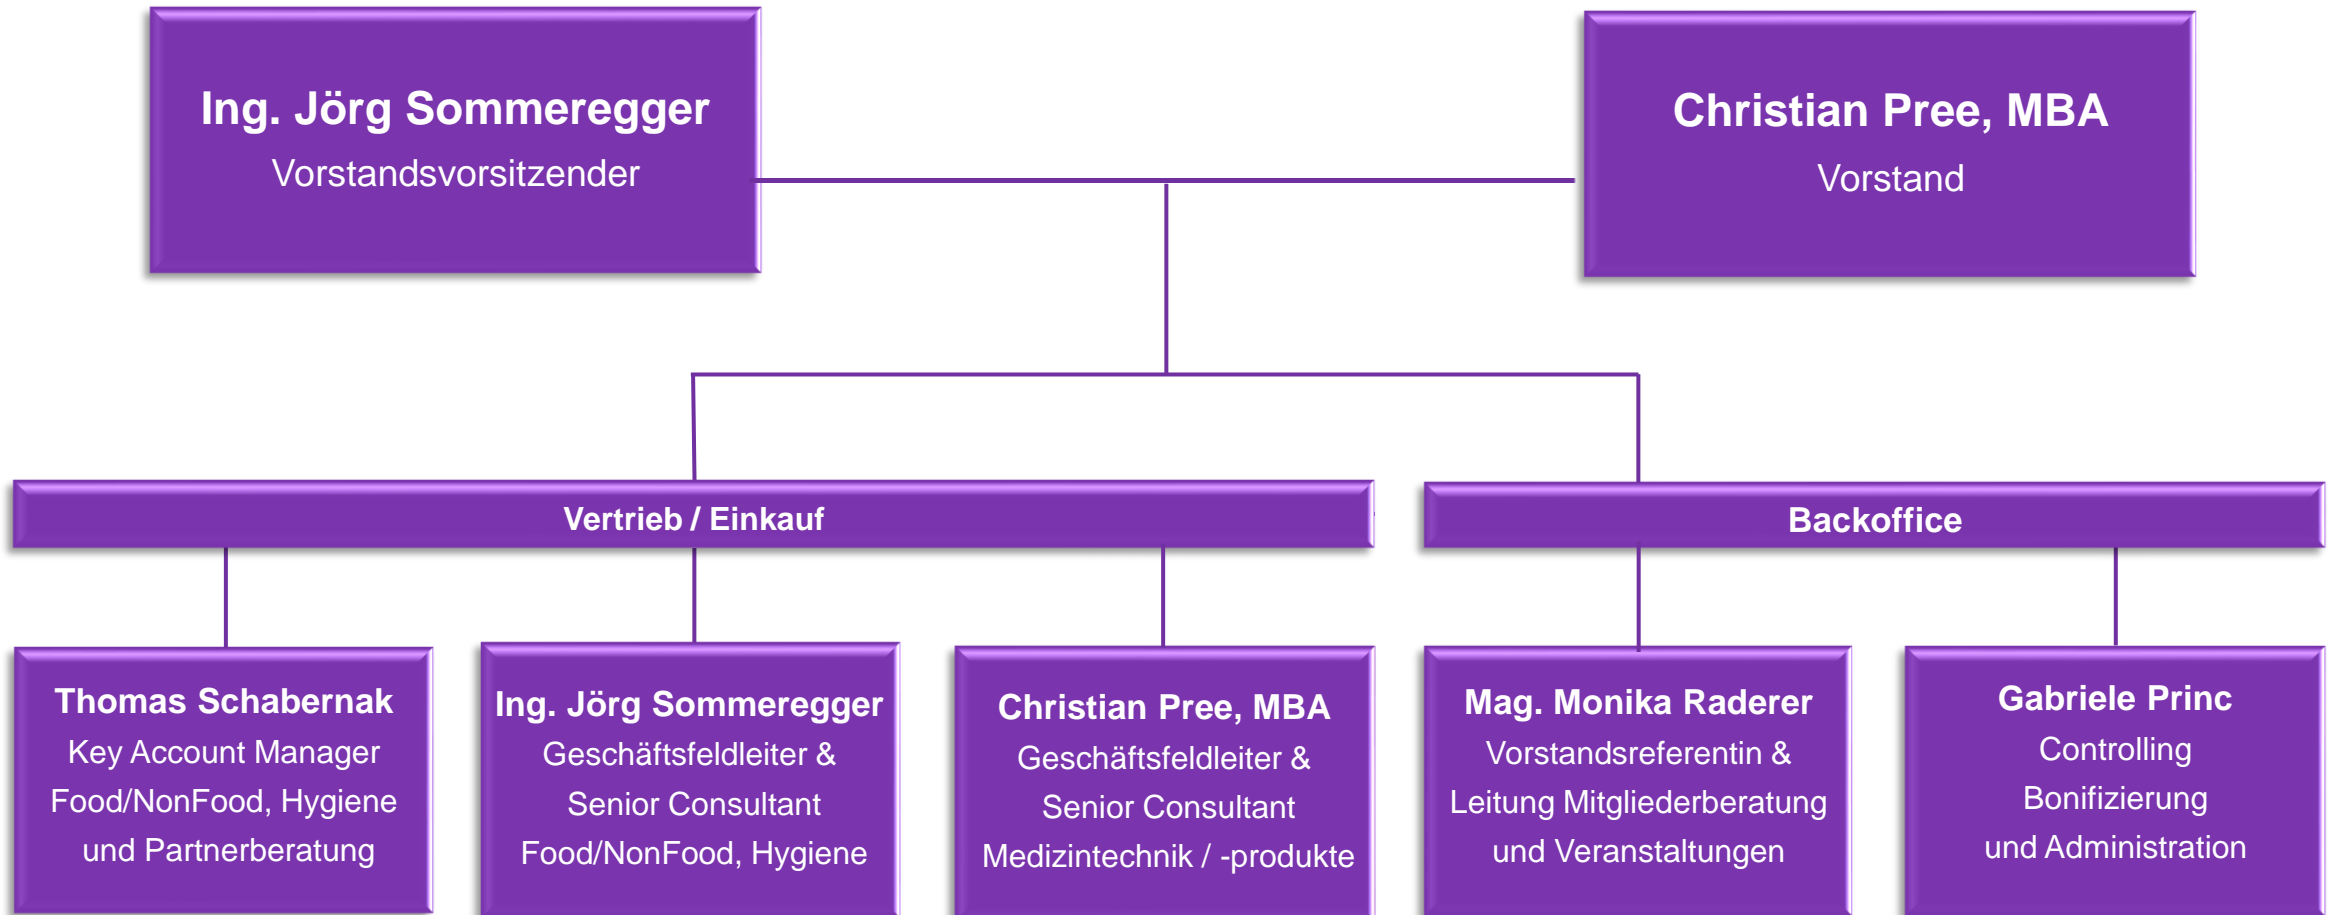 Ing. Jörg Sommeregger
Vorstandsvorsitzender
Christian Pree, MBA
Vorstand
Vertrieb / Einkauf
Backoffice
Thomas Schabernak
Key Account Manager
Food/NonFood, Hygiene
und Partnerberatung
Ing. Jörg Sommeregger
Geschäftsfeldleiter &
Senior Consultant
Food/NonFood, Hygiene
Christian Pree, MBA
Geschäftsfeldleiter &
Senior Consultant
Medizintechnik / -produkte
Mag. Monika Raderer
Vorstandsreferentin &
Leitung Mitgliederberatung
und Veranstaltungen
Gabriele Princ
Controlling
Bonifizierung
und Administration